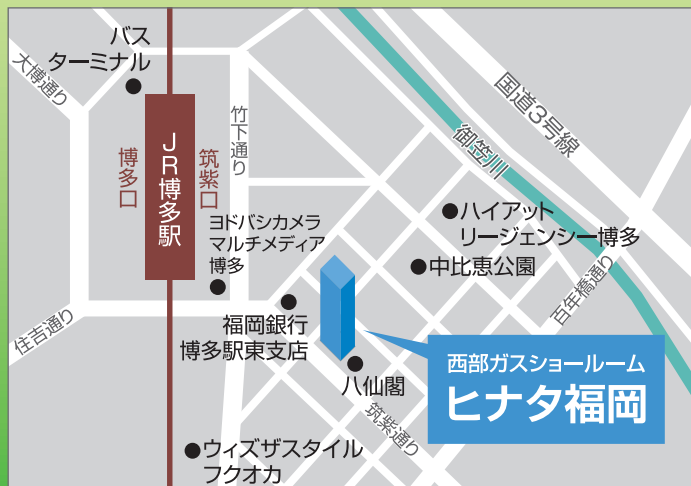 バス
ターミナル
大博通り
竹下通り
国道3号線
御笠川
JR博多駅
博多口
筑紫口
ヨドバシカメラ
マルチメディア
博多
ハイアット
リージェンシー博多
中比恵公園
百年橋通り
住吉通り
福岡銀行
博多駅東支店
西部ガスショールーム
ヒナタ福岡
八仙閣
筑紫通り
ウィズザスタイル
フクオカ